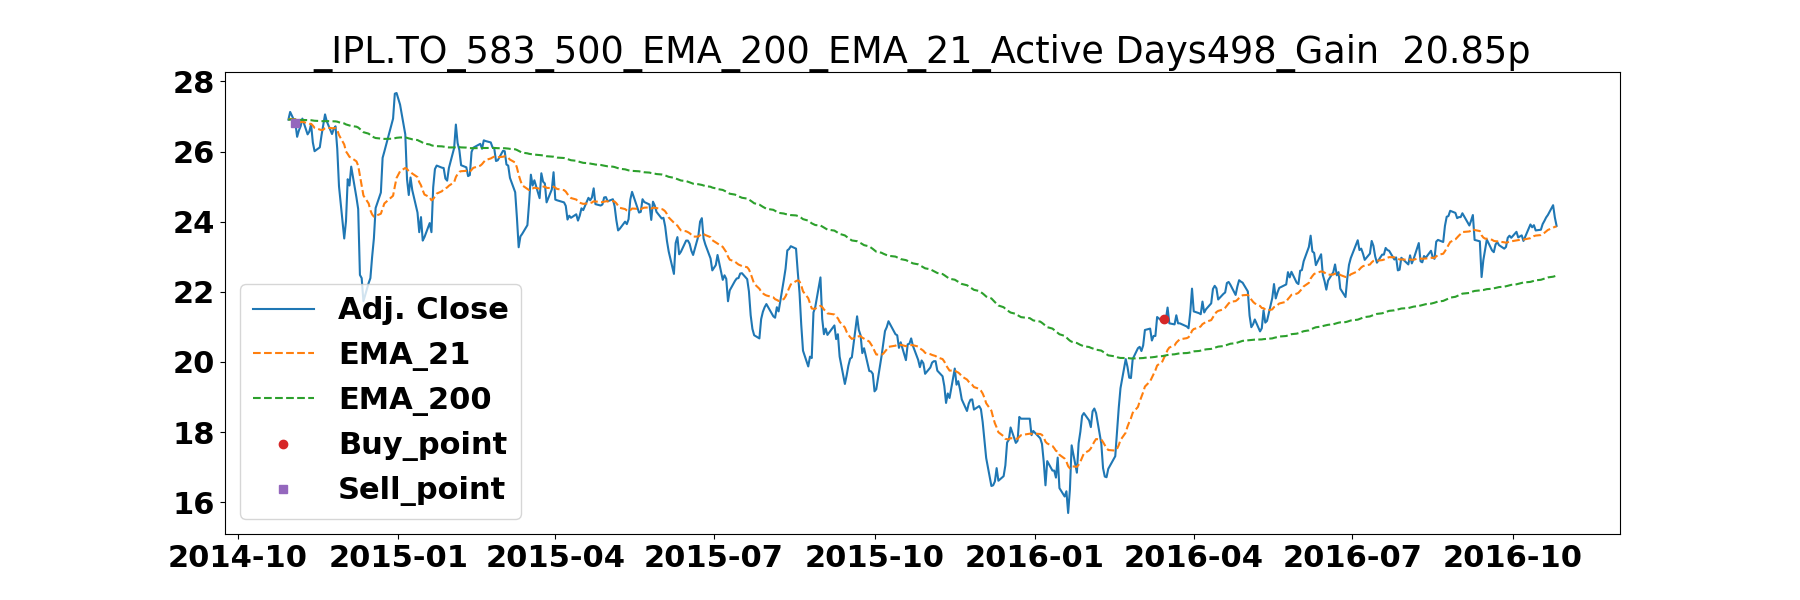 _IPL.TO_583_500_EMA_200_EMA_21_Active Days498_Gain  20.85p
28
26
24
22
20
18
16
Adj. Close
EMA_21
EMA_200
Buy_point
Sell_point
2014-10 2015-01 2015-04 2015-07 2015-10 2016-01 2016-04 2016-07 2016-10